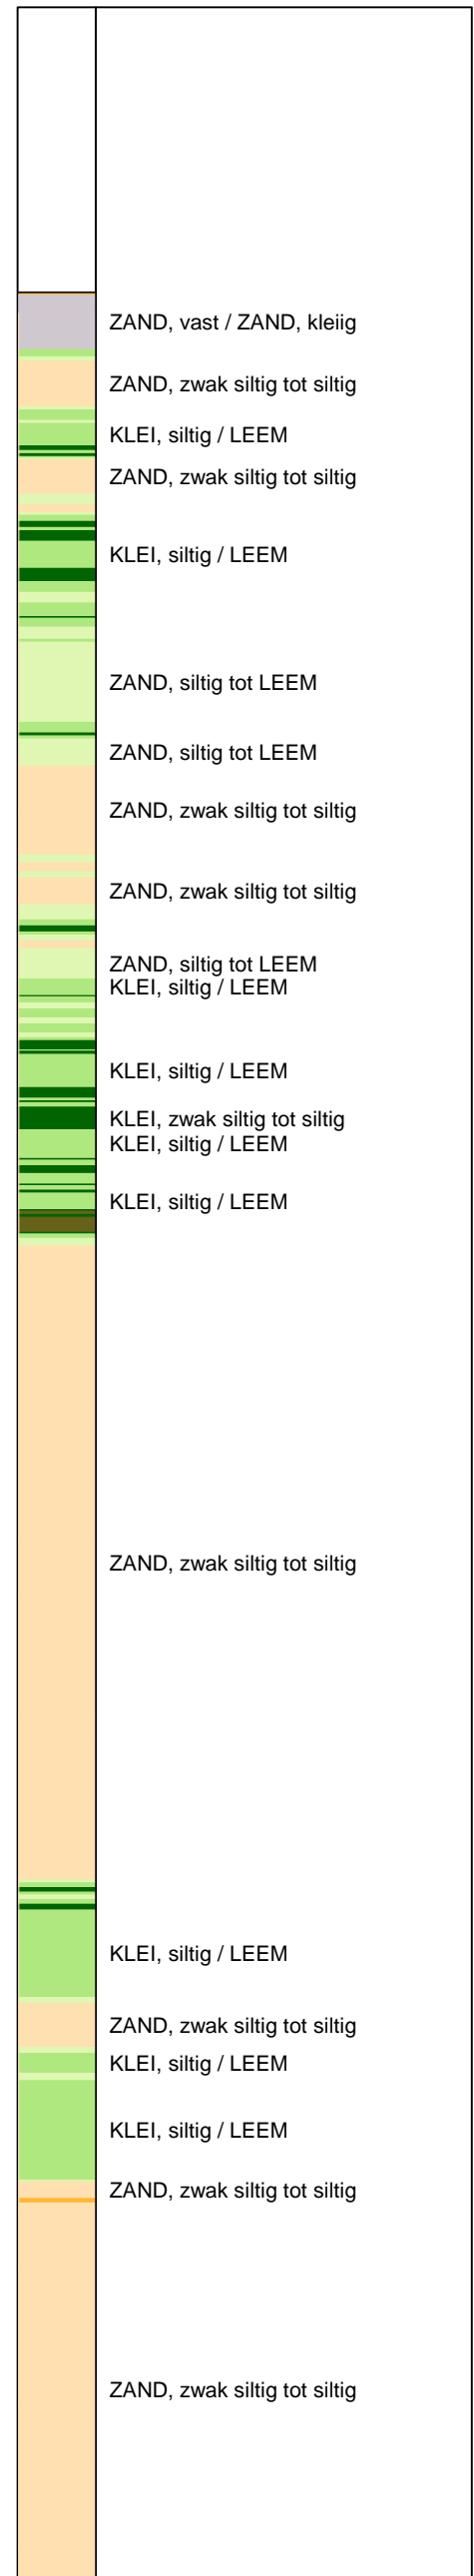 ZAND, vast / ZAND, kleiig
ZAND, zwak siltig tot siltig
KLEI, siltig / LEEM
ZAND, zwak siltig tot siltig
KLEI, siltig / LEEM
ZAND, siltig tot LEEM
ZAND, siltig tot LEEM
ZAND, zwak siltig tot siltig
ZAND, zwak siltig tot siltig
ZAND, siltig tot LEEM
KLEI, siltig / LEEM
KLEI, siltig / LEEM
KLEI, zwak siltig tot siltig
KLEI, siltig / LEEM
KLEI, siltig / LEEM
ZAND, zwak siltig tot siltig
KLEI, siltig / LEEM
ZAND, zwak siltig tot siltig
KLEI, siltig / LEEM
KLEI, siltig / LEEM
ZAND, zwak siltig tot siltig
ZAND, zwak siltig tot siltig